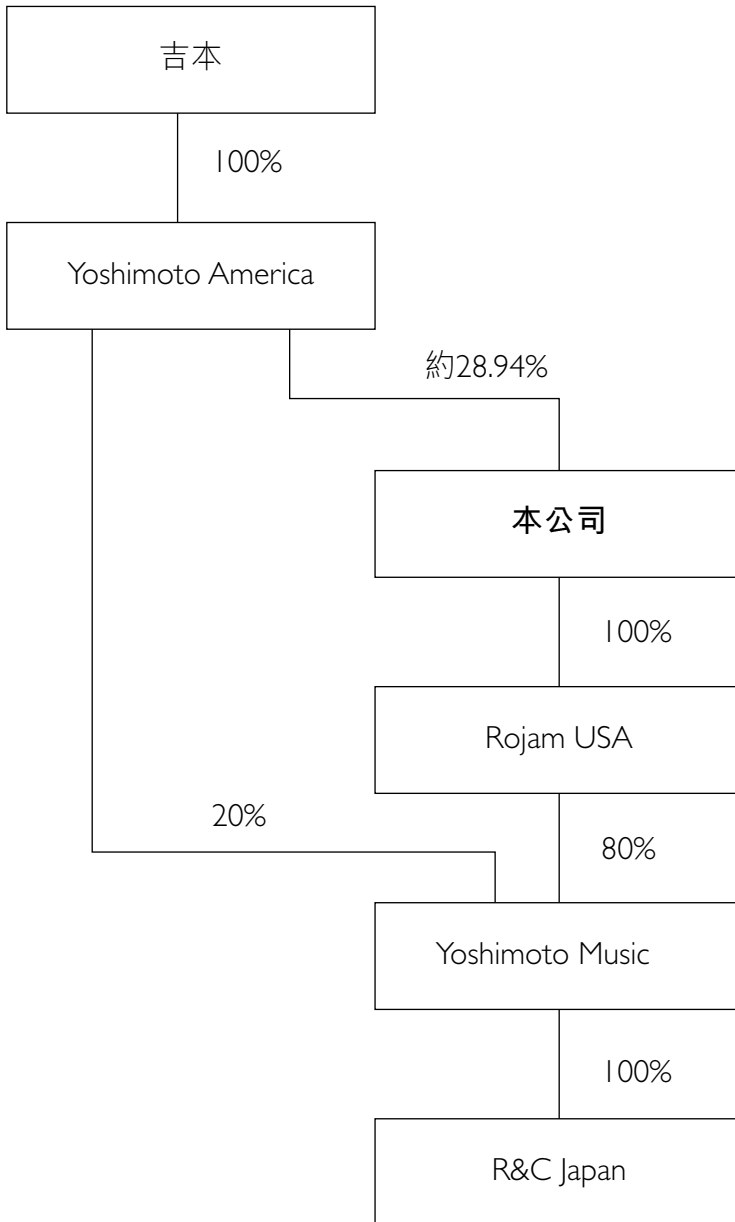 吉本
100%
Yoshimoto America
約28.94%
本公司
100%
Rojam USA
20%
80%
Yoshimoto Music
100%
R&C Japan